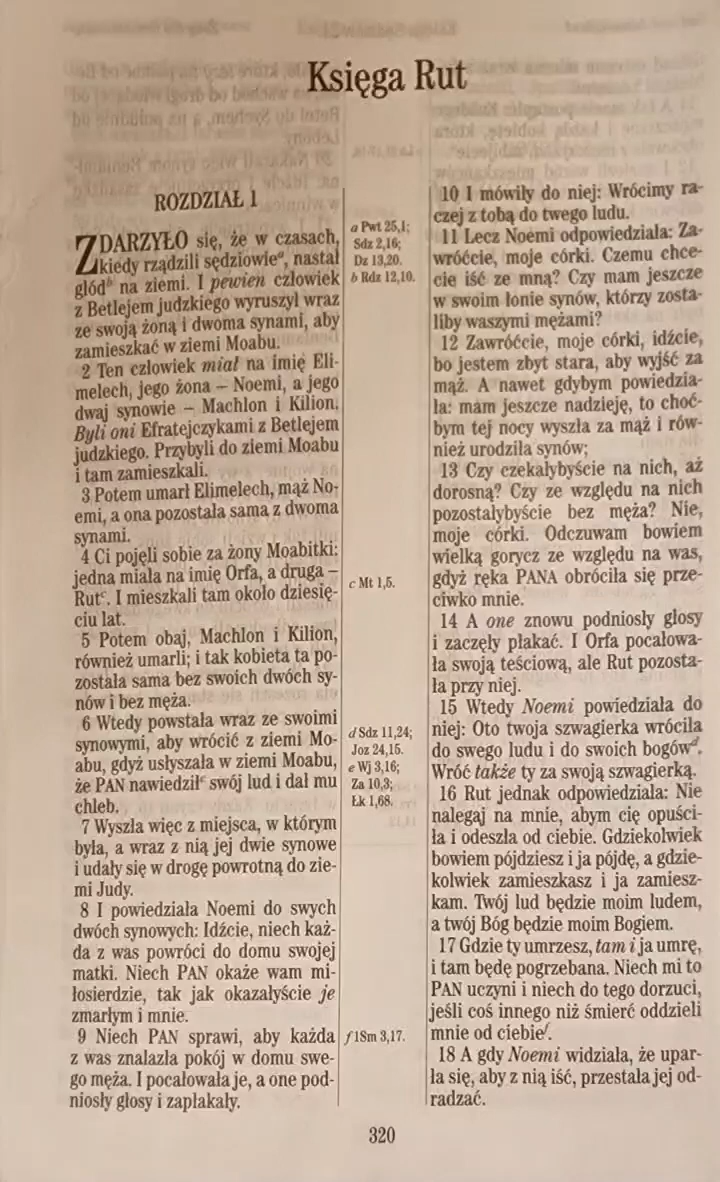 Księga Rut
ROZDZIAŁ 1
ZDARZYŁO się, że w czasach,
kiedy rządzili sędziowieᵃ, nastał
głódᵇ na ziemi. I pewien człowiek
z Betlejem judzkiego wyruszył wraz
ze swoją żoną i dwoma synami, aby
zamieszkać w ziemi Moabu.
2 Ten człowiek miał na imię Eli-
melech, jego żona – Noemi, a jego
dwaj synowie – Machlon i Kilion.
Byli oni Efratejczykami z Betlejem
judzkiego. Przybyli do ziemi Moabu
i tam zamieszkali.
3 Potem umarł Elimelech, mąż No-
emi, a ona pozostała sama z dwoma
synami.
4 Ci pojęli sobie za żony Moabitki:
jedna miała na imię Orfa, a druga –
Rutᶜ. I mieszkali tam około dziesię-
ciu lat.
5 Potem obaj, Machlon i Kilion,
również umarli; i tak kobieta ta po-
została sama bez swoich dwóch sy-
nów i bez męża.
6 Wtedy powstała wraz ze swoimi
synowymi, aby wrócić z ziemi Mo-
abu, gdyż usłyszała w ziemi Moabu,
że PAN nawiedziłᵉ swój lud i dał mu
chleb.
7 Wyszła więc z miejsca, w którym
była, a wraz z nią jej dwie synowe
i udały się w drogę powrotną do zie-
mi Judy.
8 I powiedziała Noemi do swych
dwóch synowych: Idźcie, niech każ-
da z was powróci do domu swojej
matki. Niech PAN okaże wam mi-
łosierdzie, tak jak okazałyście je
zmarłym i mnie.
9 Niech PAN sprawi, aby każda
z was znalazła pokój w domu swe-
go męża. I pocałowała je, a one pod-
niosły głosy i zapłakały.
a Pwt 25,1;
Sdz 2,16;
Dz 13,20.
b Rdz 12,10.
c Mt 1,5.
d Sdz 11,24;
Joz 24,15.
e Wj 3,16;
Za 10,3;
Łk 1,68.
f 1Sm 3,17.
10 I mówiły do niej: Wrócimy ra-
czej z tobą do twego ludu.
11 Lecz Noemi odpowiedziała: Za-
wróćcie, moje córki. Czemu chce-
cie iść ze mną? Czy mam jeszcze
w swoim łonie synów, którzy zosta-
liby waszymi mężami?
12 Zawróćcie, moje córki, idźcie,
bo jestem zbyt stara, aby wyjść za
mąż. A nawet gdybym powiedzia-
ła: mam jeszcze nadzieję, to choć-
bym tej nocy wyszła za mąż i rów-
nież urodziła synów;
13 Czy czekałybyście na nich, aż
dorosną? Czy ze względu na nich
pozostałybyście bez męża? Nie,
moje córki. Odczuwam bowiem
wielką gorycz ze względu na was,
gdyż ręka PANA obróciła się prze-
ciwko mnie.
14 A one znowu podniosły głosy
i zaczęły płakać. I Orfa pocałowa-
ła swoją teściową, ale Rut pozosta-
ła przy niej.
15 Wtedy Noemi powiedziała do
niej: Oto twoja szwagierka wróciła
do swego ludu i do swoich bogówᵈ.
Wróć także ty za swoją szwagierką.
16 Rut jednak odpowiedziała: Nie
nalegaj na mnie, abym cię opuści-
ła i odeszła od ciebie. Gdziekolwiek
bowiem pójdziesz i ja pójdę, a gdzie-
kolwiek zamieszkasz i ja zamiesz-
kam. Twój lud będzie moim ludem,
a twój Bóg będzie moim Bogiem.
17 Gdzie ty umrzesz, tam i ja umrę,
i tam będę pogrzebana. Niech mi to
PAN uczyni i niech do tego dorzuci,
jeśli coś innego niż śmierć oddzieli
mnie od ciebieᶠ.
18 A gdy Noemi widziała, że upar-
ła się, aby z nią iść, przestała jej od-
radzać.
320